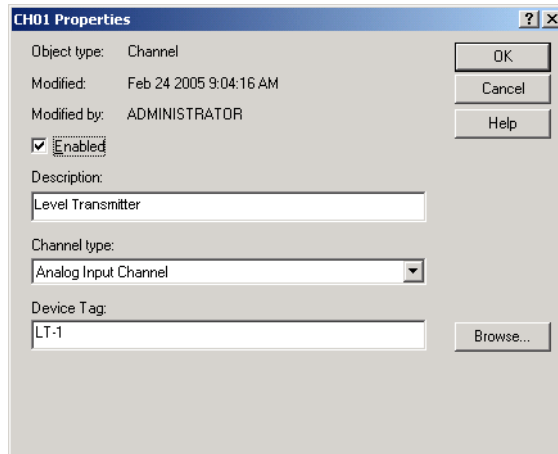 CH01 Properties
Object type: Channel
OK
Modified: Feb 24 2005 9:04:16 AM
Cancel
Modified by: ADMINISTRATOR
Help
Enabled
Description:
Level Transmitter
Channel type:
Analog Input Channel
Device Tag:
LT-1
Browse...